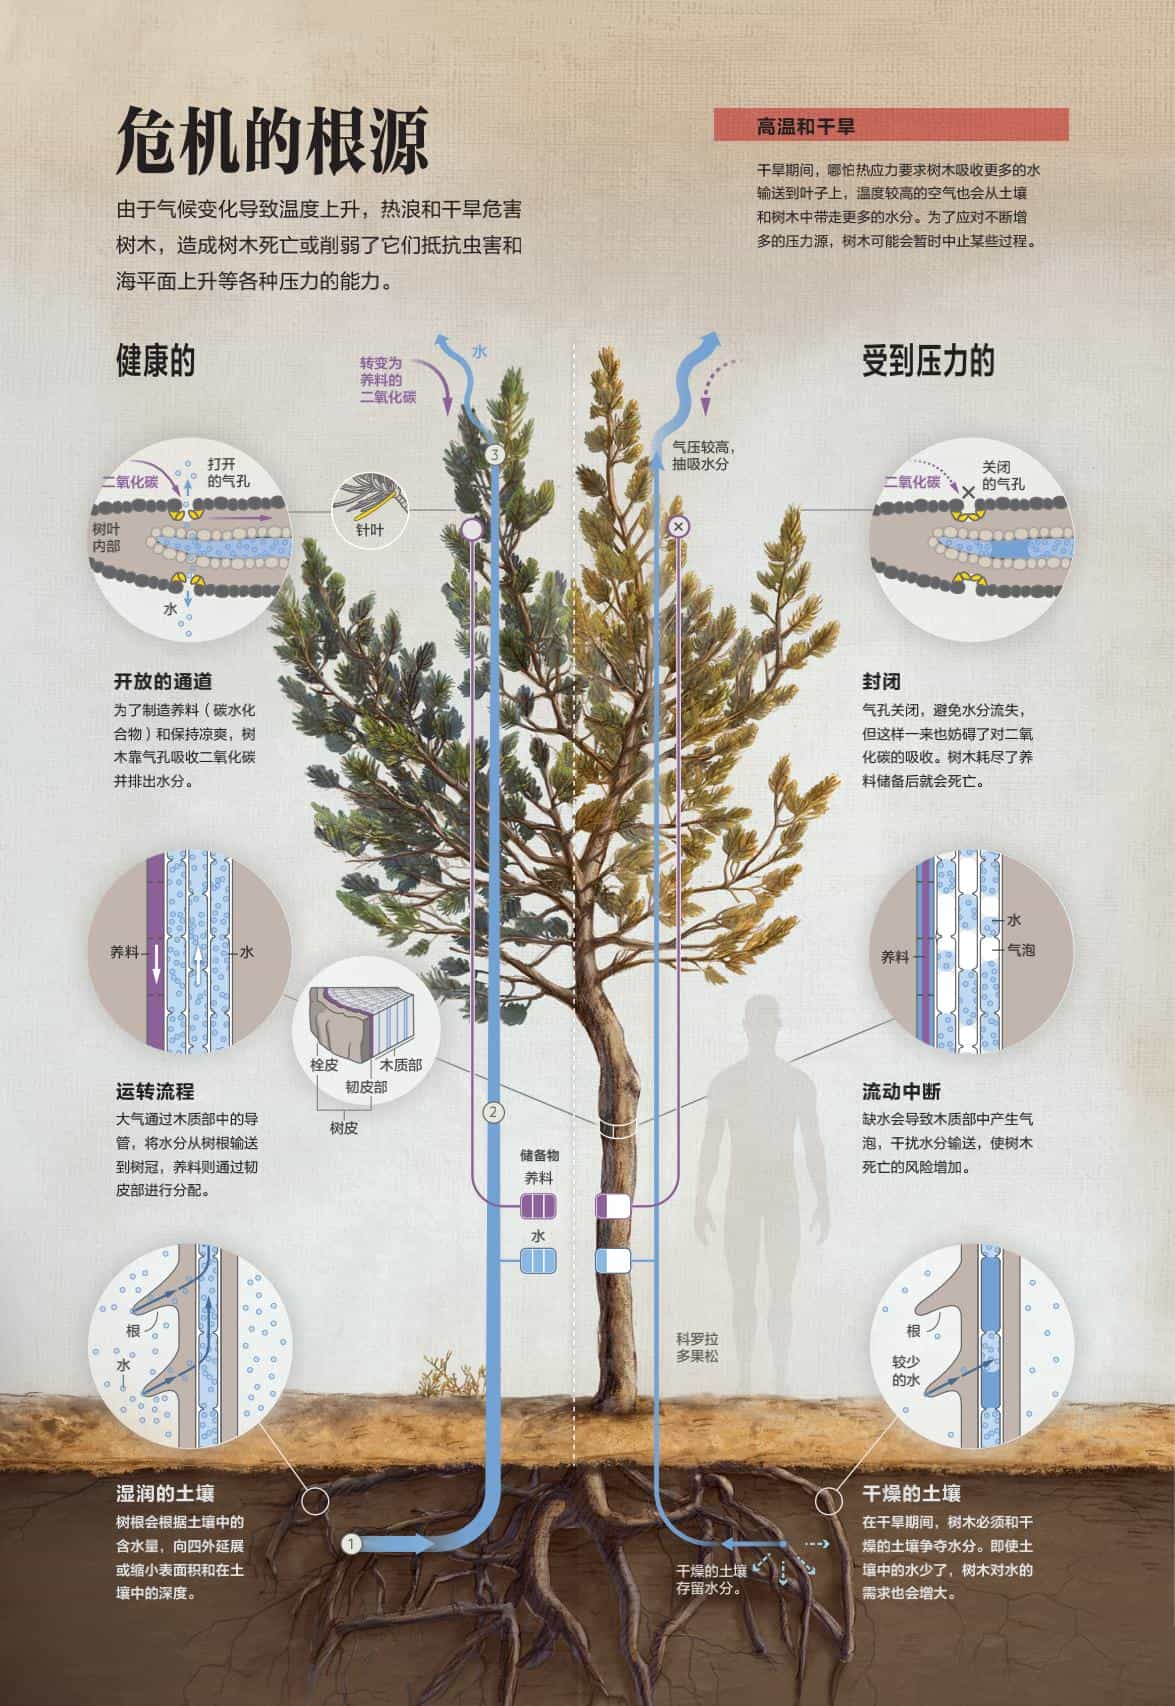 危机的根源
由于气候变化导致温度上升，热浪和干旱危害
树木，造成树木死亡或削弱了它们抵抗虫害和
海平面上升等各种压力的能力。
高温和干旱
干旱期间，哪怕热应力要求树木吸收更多的水
输送到叶子上，温度较高的空气也会从土壤
和树木中带走更多的水分。为了应对不断增
多的压力源，树木可能会暂时中止某些过程。
健康的
转变为
养料的
二氧化碳
水
3
受到压力的
气压较高，
抽吸水分
二氧化碳
打开
的气孔
树叶
内部
水
针叶
二氧化碳
关闭
的气孔
开放的通道
为了制造养料（碳水化
合物）和保持凉爽，树
木靠气孔吸收二氧化碳
并排出水分。
封闭
气孔关闭，避免水分流失，
但这样一来也妨碍了对二氧
化碳的吸收。树木耗尽了养
料储备后就会死亡。
养料
水
养料
水
气泡
栓皮
木质部
韧皮部
树皮
2
运转流程
大气通过木质部中的导
管，将水分从树根输送
到树冠，养料则通过韧
皮部进行分配。
流动中断
缺水会导致木质部中产生气
泡，干扰水分输送，使树木
死亡的风险增加。
储备物
养料
水
科罗拉
多果松
根
水
根
较少
的水
湿润的土壤
树根会根据土壤中的
含水量，向四外延展
或缩小表面积和在土
壤中的深度。
1
干燥的土壤
存留水分。
干燥的土壤
在干旱期间，树木必须和干
燥的土壤争夺水分。即使土
壤中的水少了，树木对水的
需求也会增大。